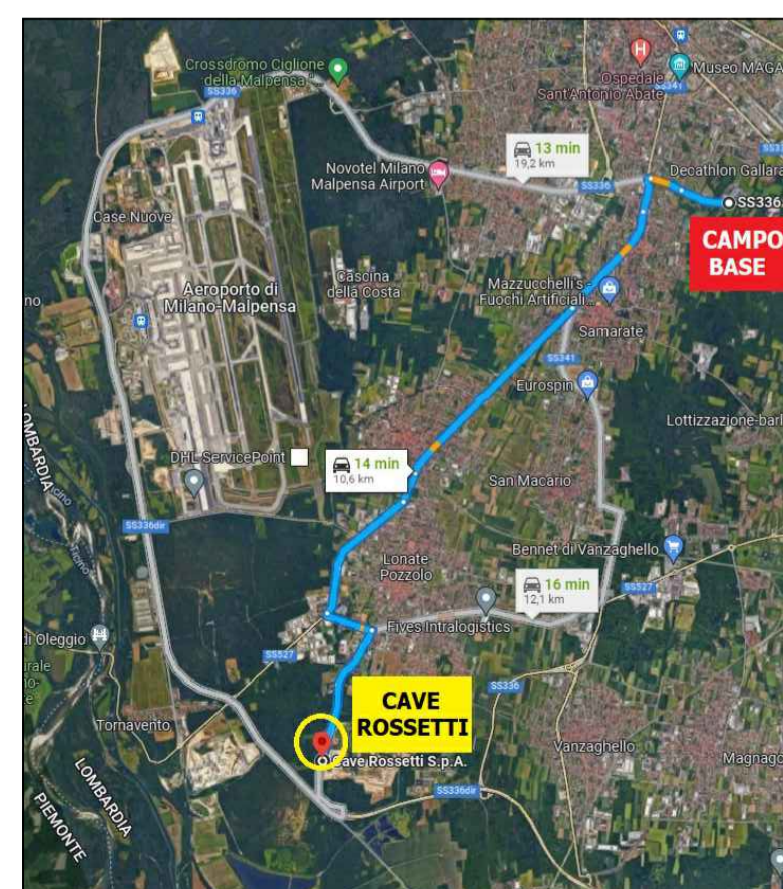 Crossdromo Ciglione
della Malpensa
SS336
Ospedale
Sant'Antonio Abate
Museo MAGA
SS341
13 min
19,2 km
Novotel Milano
Malpensa Airport
SS336
Decathlon Gallara
SS336
CAMPO
BASE
Case Nuove
Aeroporto di
Milano-Malpensa
Cascina
della Costa
Mazzucchelli's -
Fuochi Artificiali...
Samarate
SS341
Eurospin
Lottizzazione-barl
LOMBARDIA
DHL ServicePoint
14 min
10,6 km
San Macario
SS336dir
Ticino
Lonate
Pozzolo
Bennet di Vanzaghello
16 min
12,1 km
SS527
Fives Intralogistics
di Oleggio
SS527
CAVE
ROSSETTI
SS336
Tornavento
Vanzaghello
Cave Rossetti S.p.A.
Magnago
LOMBARDIA
PIEMONTE
SS336dir